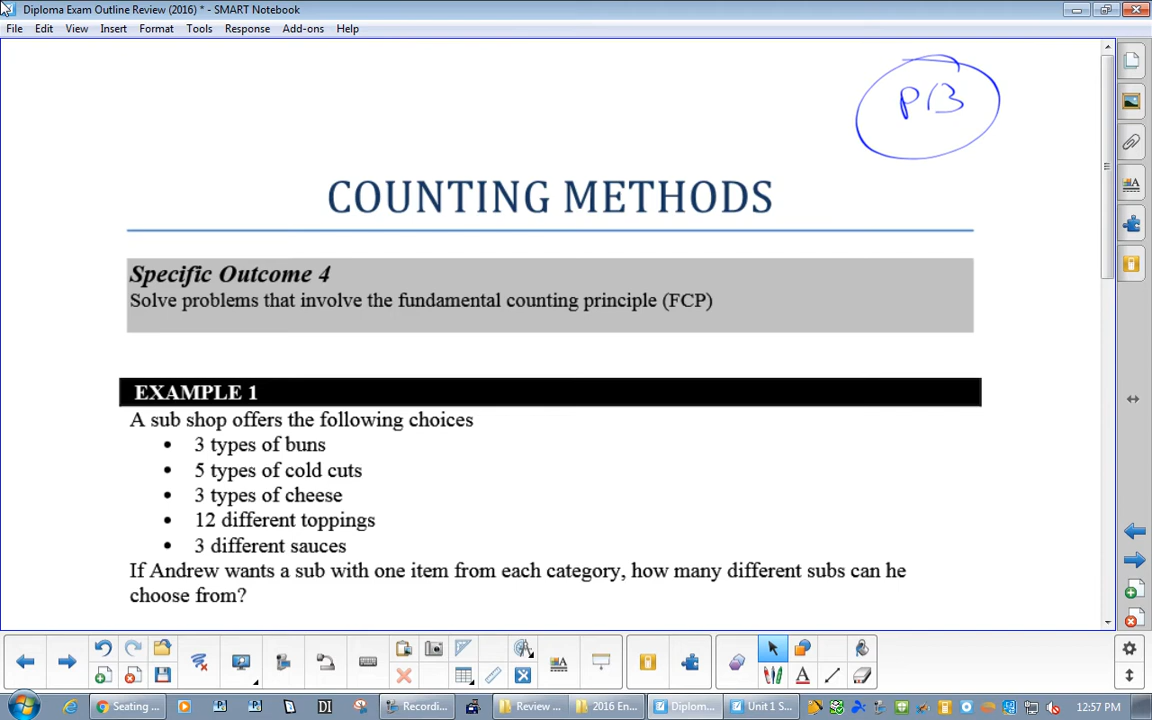 Diploma Exam Outline Review (2016) * - SMART Notebook
File Edit View Insert Format Tools Response Add-ons Help
P13
COUNTING METHODS
Specific Outcome 4
Solve problems that involve the fundamental counting principle (FCP)
EXAMPLE 1
A sub shop offers the following choices
• 3 types of buns
• 5 types of cold cuts
• 3 types of cheese
• 12 different toppings
• 3 different sauces
If Andrew wants a sub with one item from each category, how many different subs can he
choose from?
Seating ... Recordi... Review ... 2016 En... Diplom... Unit 1 S... 12:57 PM